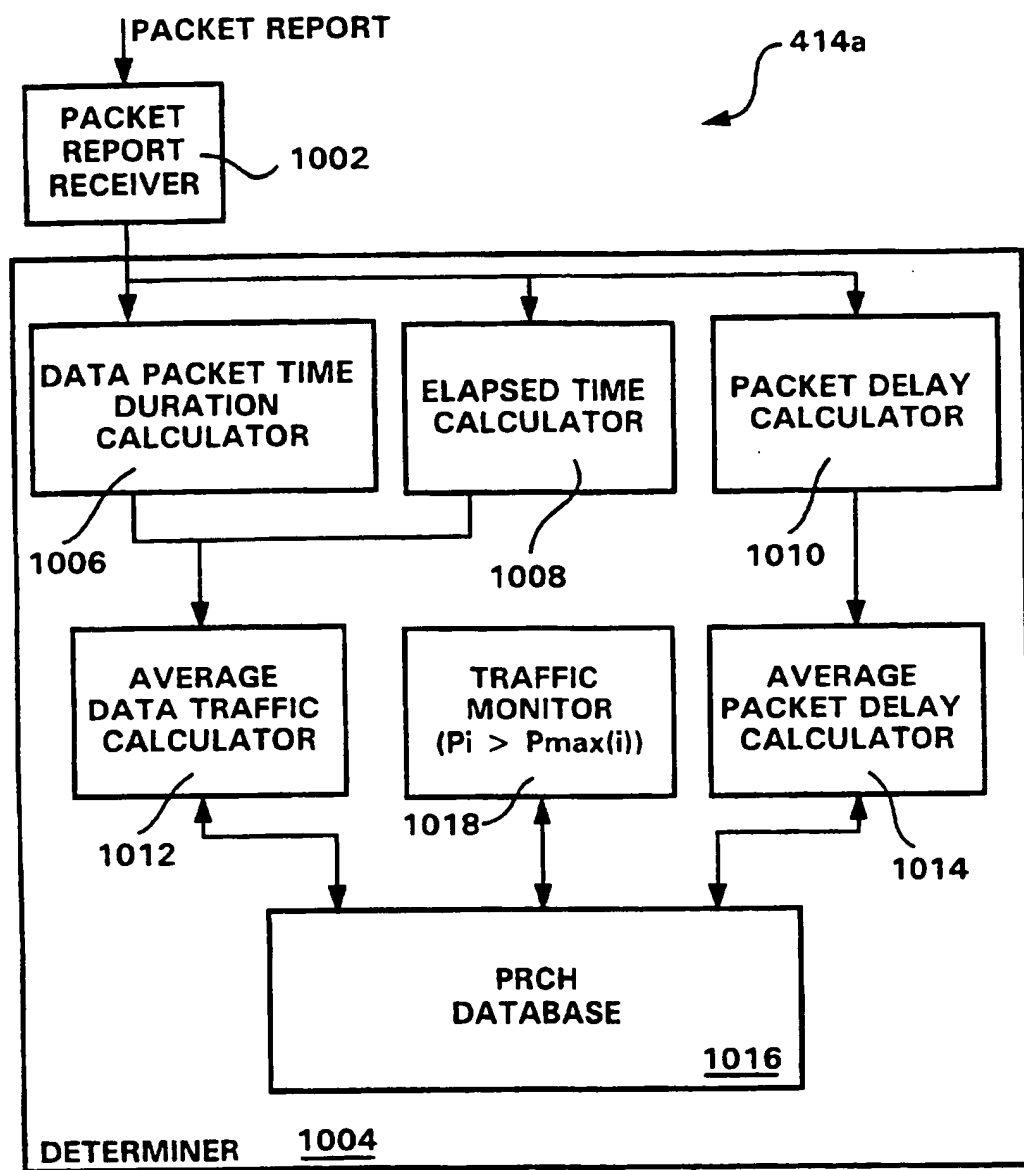 PACKET REPORT
414a
PACKET
REPORT
RECEIVER
1002
DATA PACKET TIME
DURATION
CALCULATOR
1006
ELAPSED TIME
CALCULATOR
1008
PACKET DELAY
CALCULATOR
1010
AVERAGE
DATA TRAFFIC
CALCULATOR
1012
TRAFFIC
MONITOR
(Pi > Pmax(i))
1018
AVERAGE
PACKET DELAY
CALCULATOR
1014
PRCH
DATABASE
1016
DETERMINER 1004